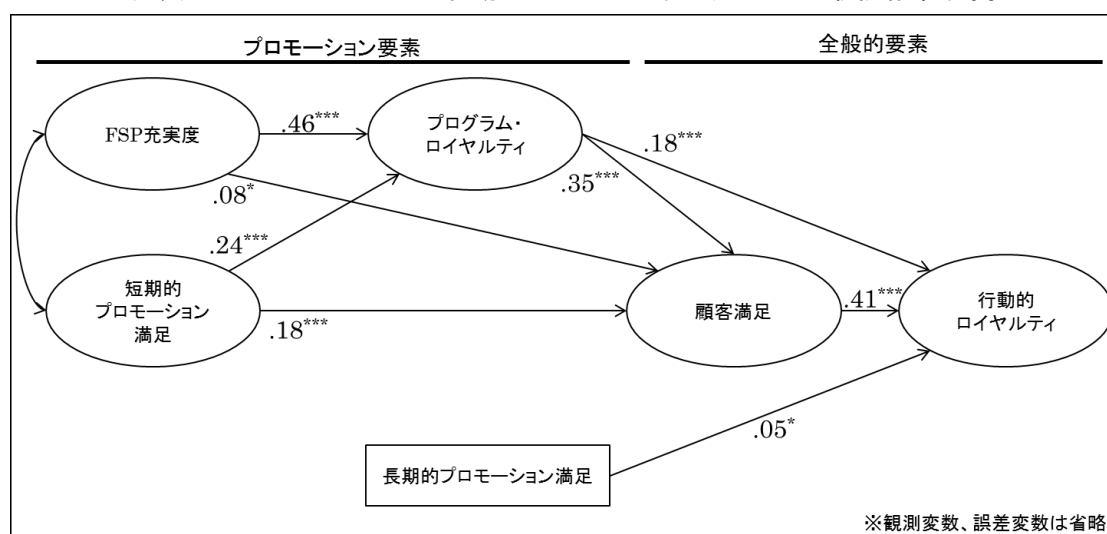 プロモーション要素
全般的要素
FSP充実度
.46***
プログラム・
ロイヤルティ
.18***
.35***
.08*
.24***
短期的
プロモーション
満足
.18***
顧客満足
.41***
行動的
ロイヤルティ
.05*
長期的プロモーション満足
※観測変数、誤差変数は省略